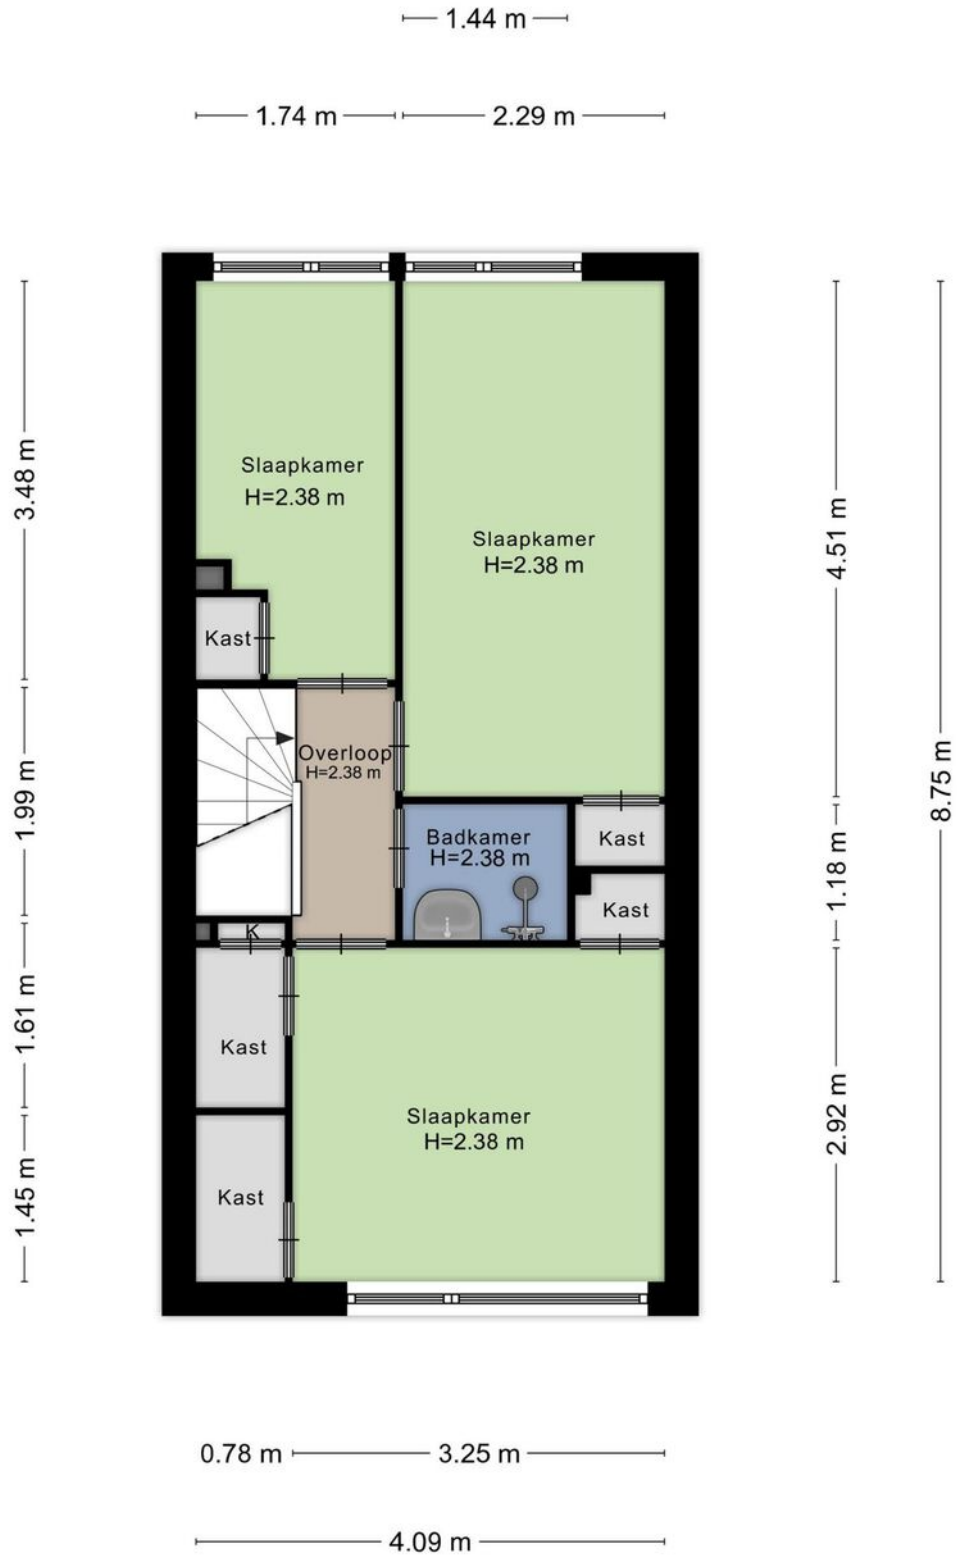 1.44 m
1.74 m
2.29 m
3.48 m
Slaapkamer
H=2.38 m
Slaapkamer
H=2.38 m
4.51 m
Kast
8.75 m
1.99 m
Overloop
H=2.38 m
Badkamer
H=2.38 m
Kast
1.18 m
Kast
K
1.61 m
Kast
Slaapkamer
H=2.38 m
2.92 m
1.45 m
Kast
0.78 m
3.25 m
4.09 m